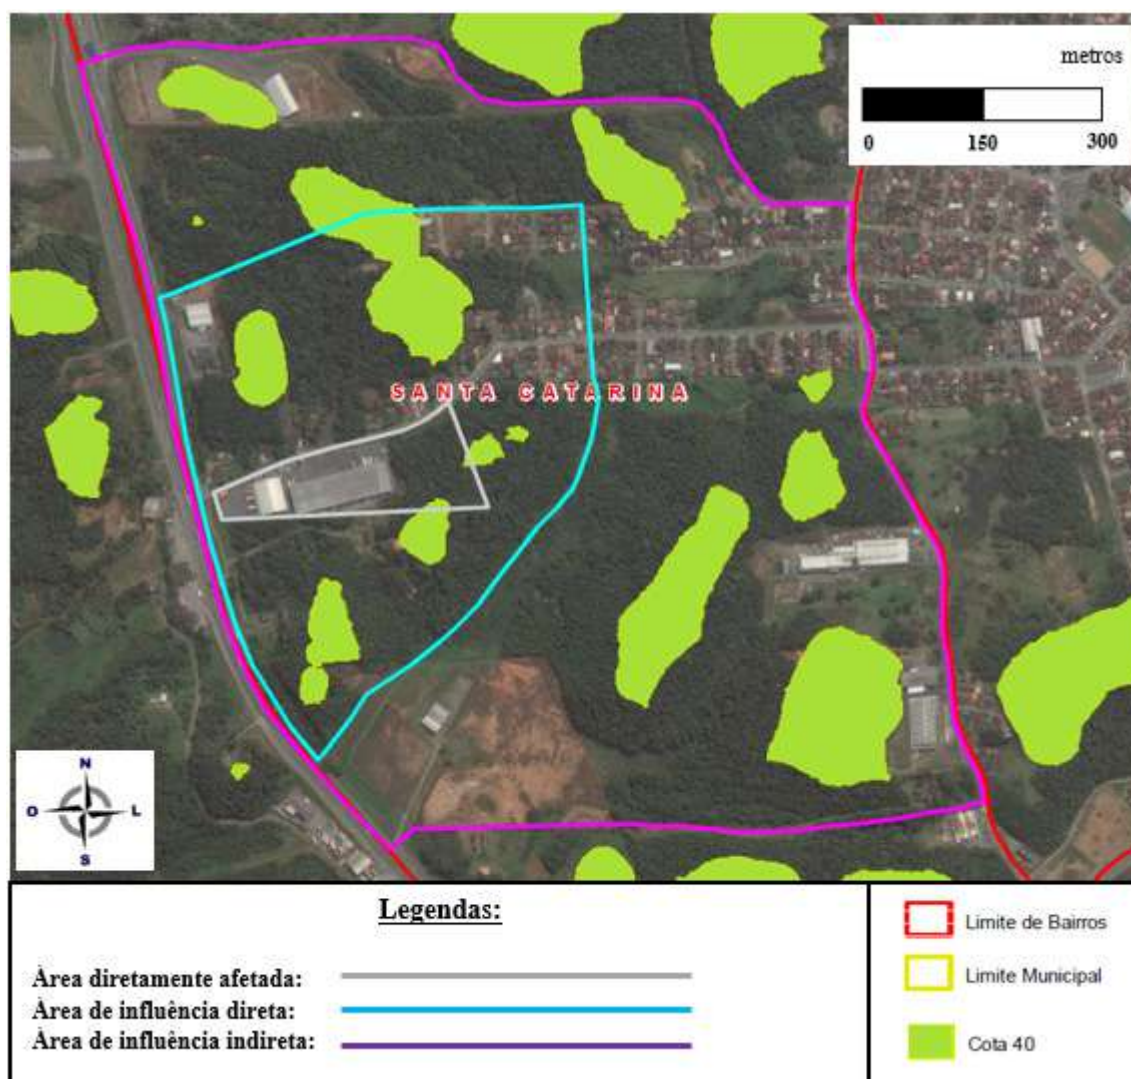 metros
0 150 300
SANTA CATARINA
N
O L
S
Legendas:
Àrea diretamente afetada:
Área de influência direta:
Área de influência indireta:
Limite de Bairros
Limite Municipal
Cota 40